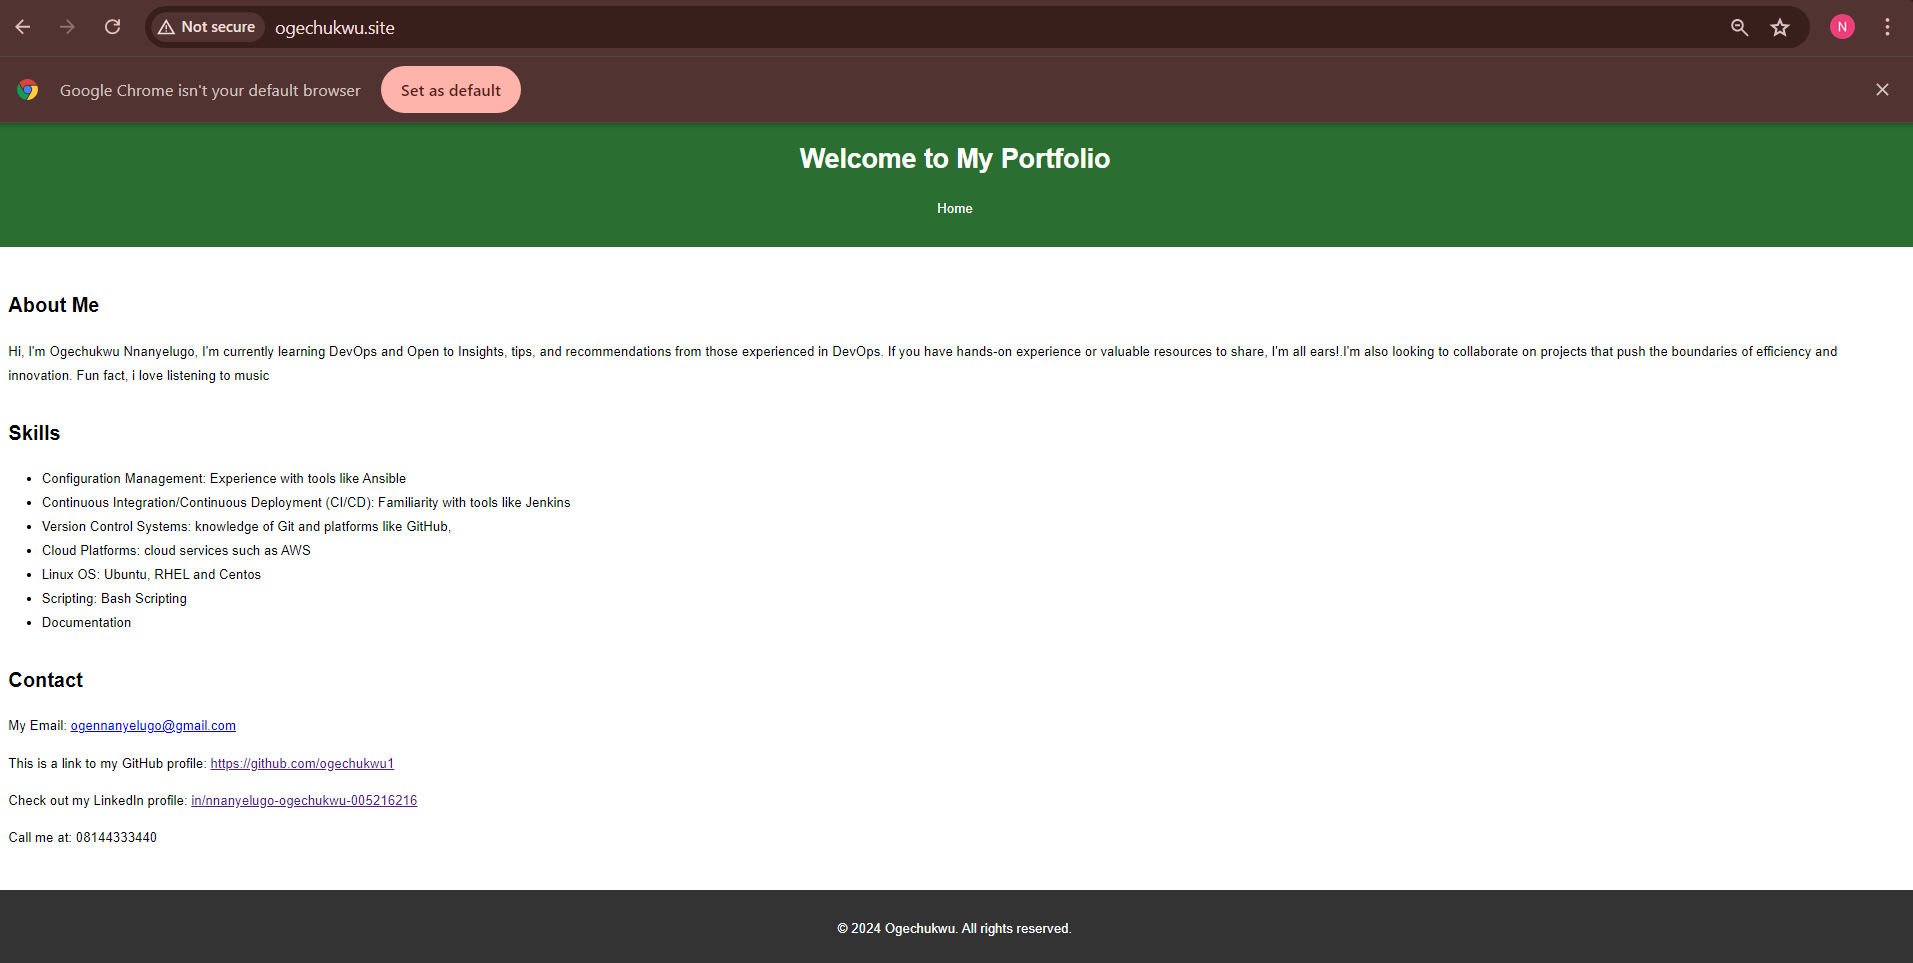 Not secure ogechukwu.site N
Google Chrome isn't your default browser Set as default
Welcome to My Portfolio
Home
About Me
Hi, I'm Ogechukwu Nnanyelugo, I'm currently learning DevOps and Open to Insights, tips, and recommendations from those experienced in DevOps. If you have hands-on experience or valuable resources to share, I'm all ears!.I'm also looking to collaborate on projects that push the boundaries of efficiency and
innovation. Fun fact, i love listening to music
Skills
• Configuration Management: Experience with tools like Ansible
• Continuous Integration/Continuous Deployment (CI/CD): Familiarity with tools like Jenkins
• Version Control Systems: knowledge of Git and platforms like GitHub,
• Cloud Platforms: cloud services such as AWS
• Linux OS: Ubuntu, RHEL and Centos
• Scripting: Bash Scripting
• Documentation
Contact
My Email: ogennanyelugo@gmail.com
This is a link to my GitHub profile: https://github.com/ogechukwu1
Check out my LinkedIn profile: in/nnanyelugo-ogechukwu-005216216
Call me at: 08144333440
© 2024 Ogechukwu. All rights reserved.